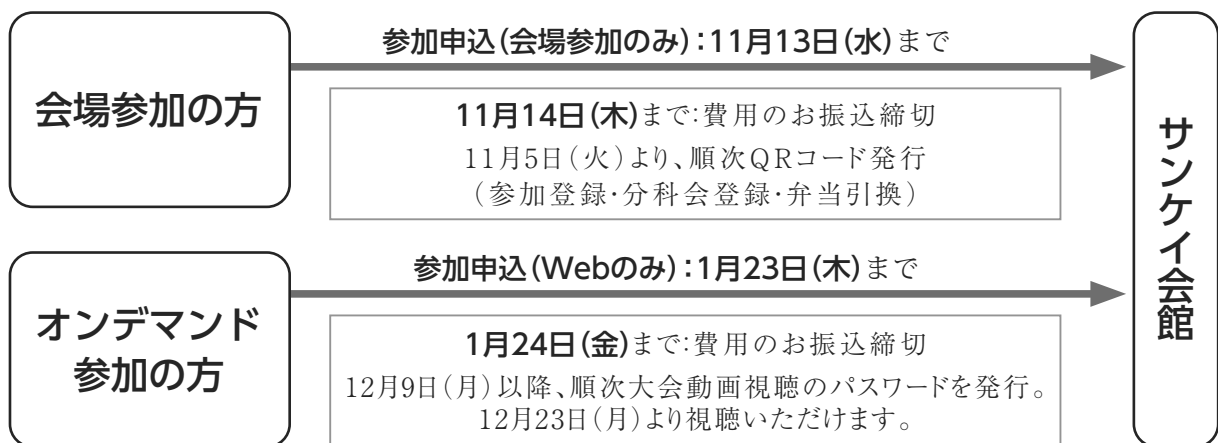 会場参加の方
参加申込(会場参加のみ):11月13日(水)まで
11月14日(木)まで:費用のお振込締切
11月5日(火)より、順次QRコード発行
(参加登録・分科会登録・弁当引換)
オンデマンド
参加の方
参加申込(Webのみ):1月23日(木)まで
1月24日(金)まで:費用のお振込締切
12月9日(月)以降、順次大会動画視聴のパスワードを発行。
12月23日(月)より視聴いただけます。
サンケイ会館